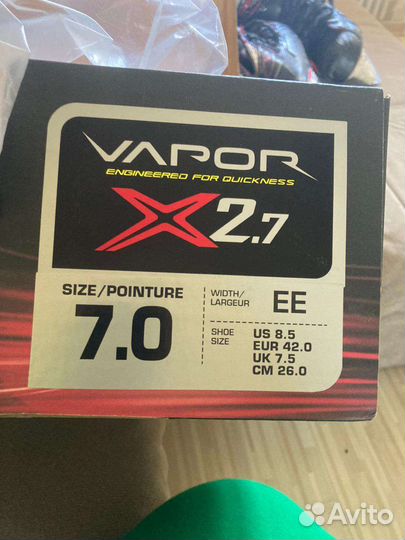 VAPOR
ENGINEERED FOR QUICKNESS
X2.7
SIZE/POINTURE
7.0
WIDTH/
LARGEUR
EE
SHOE
SIZE
US 8.5
EUR 42.0
UK 7.5
CM 26.0
Avito